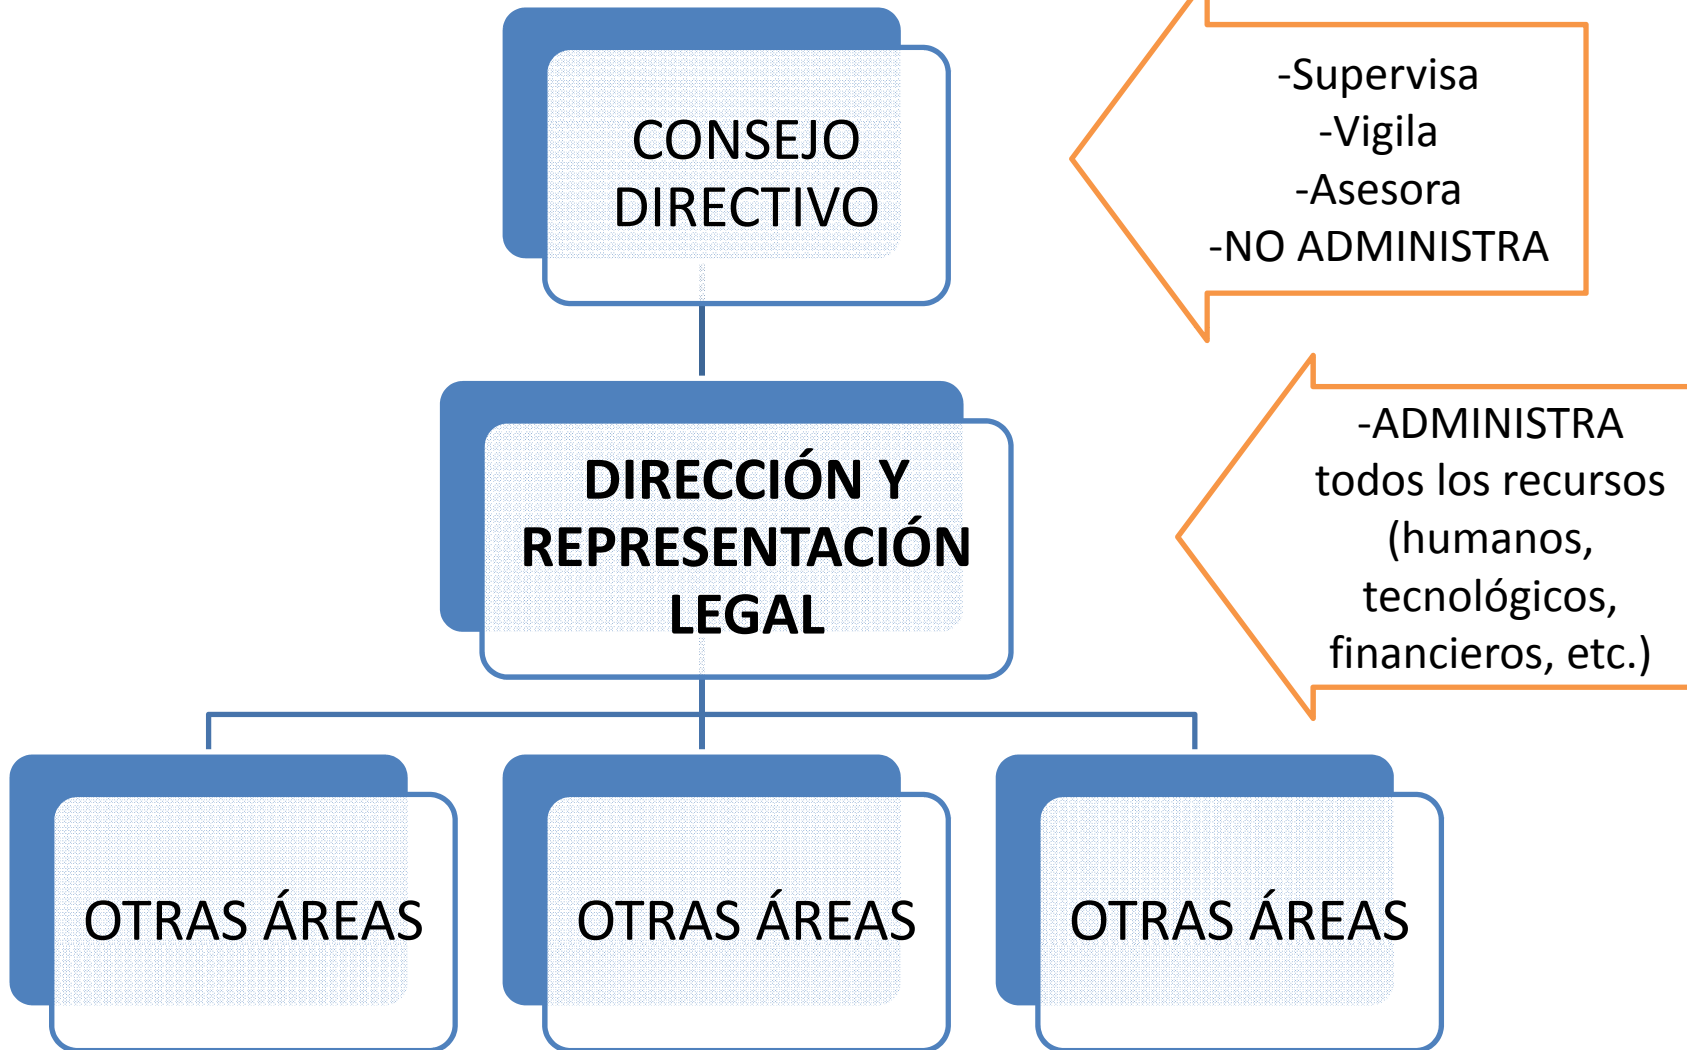 CONSEJO
DIRECTIVO
-Supervisa
-Vigila
-Asesora
-NO ADMINISTRA
DIRECCIÓN Y
REPRESENTACIÓN
LEGAL
-ADMINISTRA
todos los recursos
(humanos,
tecnológicos,
financieros, etc.)
OTRAS ÁREAS
OTRAS ÁREAS
OTRAS ÁREAS